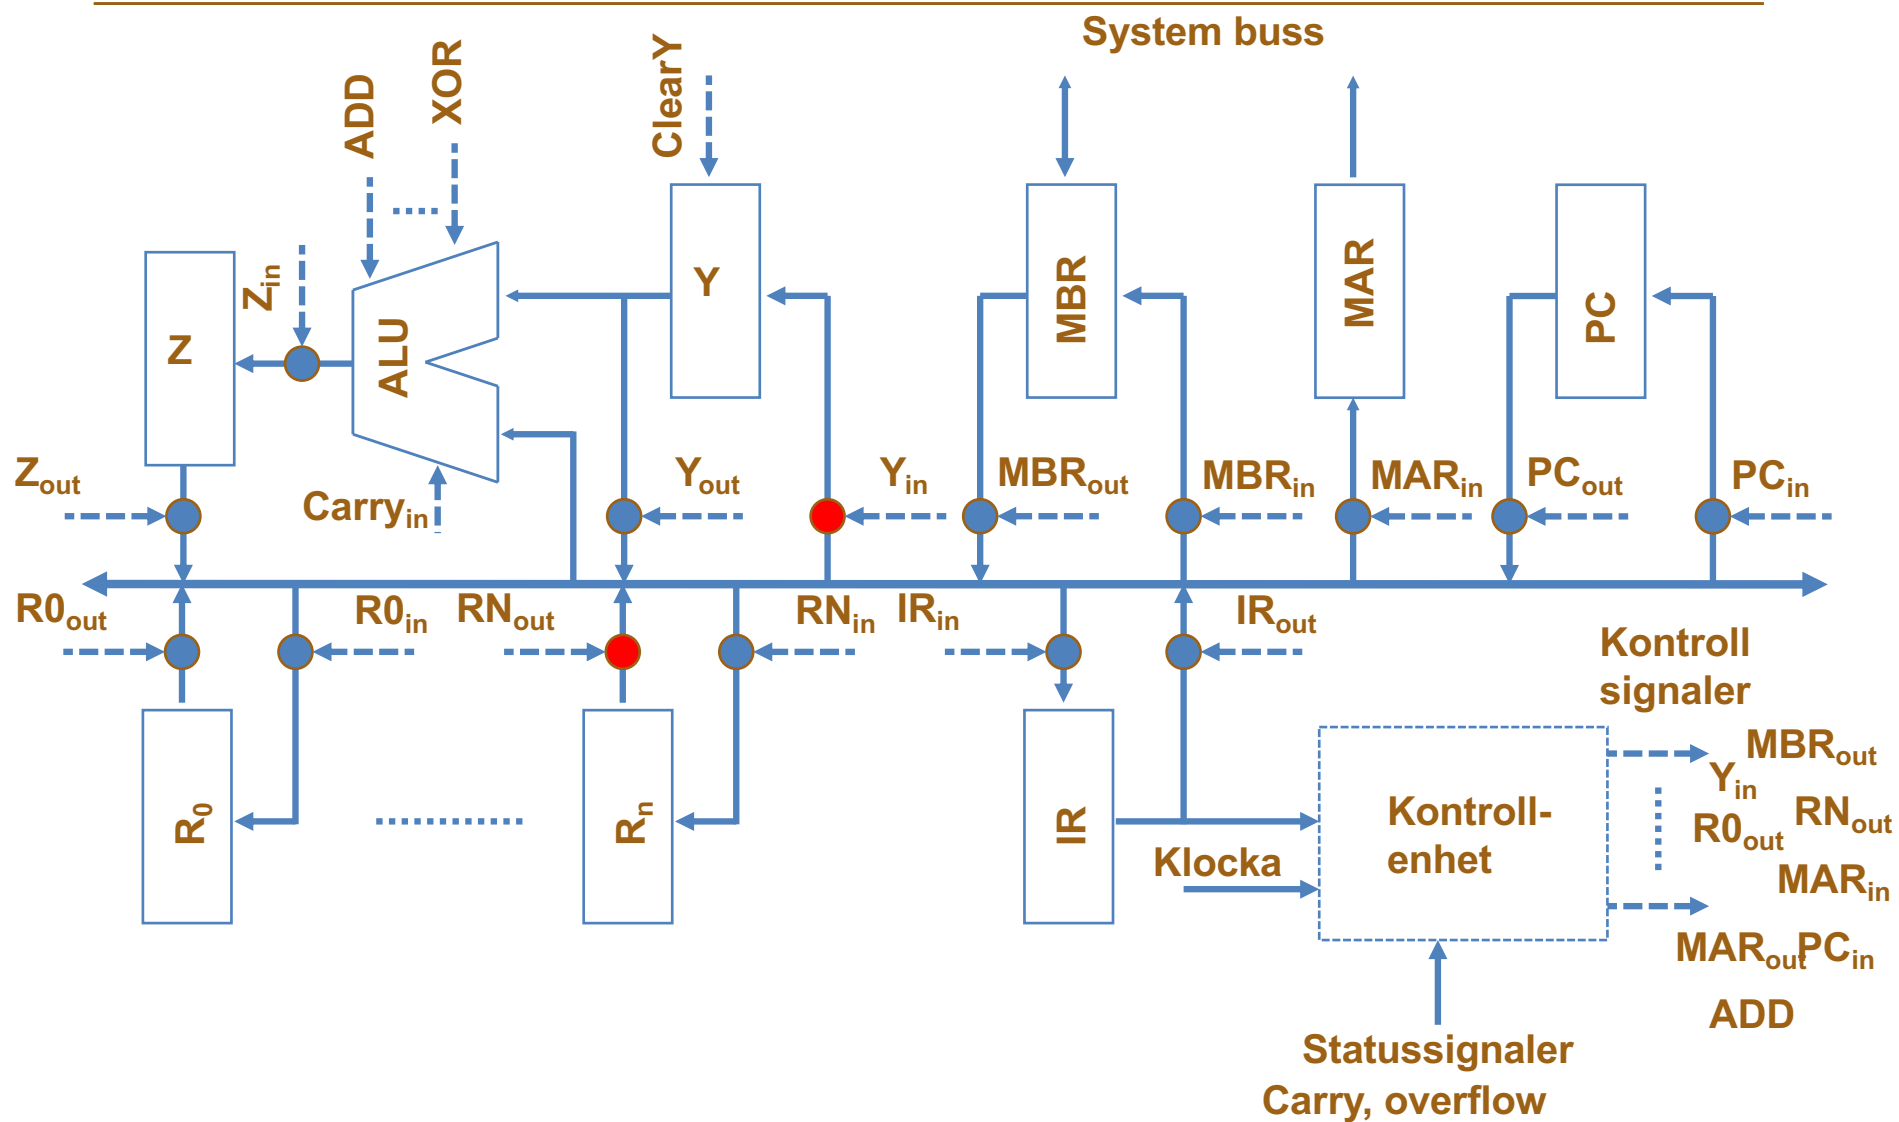 System buss
ADD
XOR
ClearY
Z
Zin
ALU
Y
MBR
MAR
PC
Zout
Carryin
Yout
Yin
MBRout
MBRin
MARin
PCout
PCin
R0out
R0in
RNout
RNin
IRin
IRout
Kontroll
signaler
R0
Rn
IR
Kontroll-
enhet
Klocka
MBRout
Yin
R0out
RNout
MARin
MARout
PCin
ADD
Statussignaler
Carry, overflow